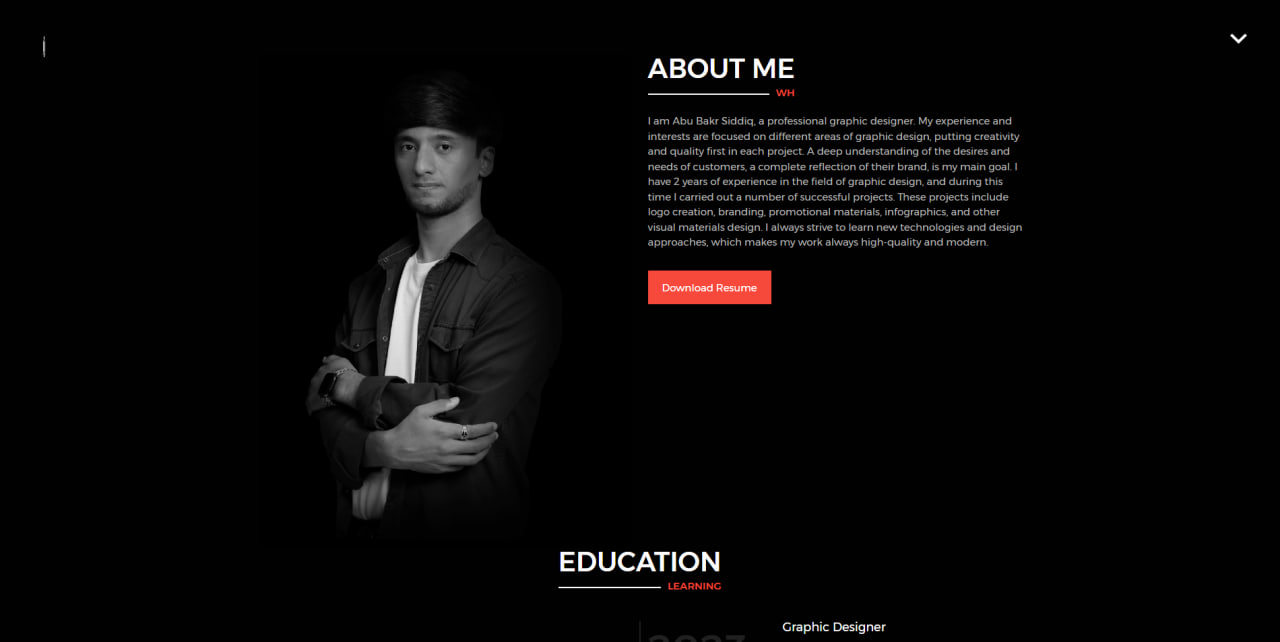 ABOUT ME
WH
I am Abu Bakr Siddiq, a professional graphic designer. My experience and
interests are focused on different areas of graphic design, putting creativity
and quality first in each project. A deep understanding of the desires and
needs of customers, a complete reflection of their brand, is my main goal. I
have 2 years of experience in the field of graphic design, and during this
time I carried out a number of successful projects. These projects include
logo creation, branding, promotional materials, infographics, and other
visual materials design. I always strive to learn new technologies and design
approaches, which makes my work always high-quality and modern.
Download Resume
EDUCATION
LEARNING
2023
Graphic Designer